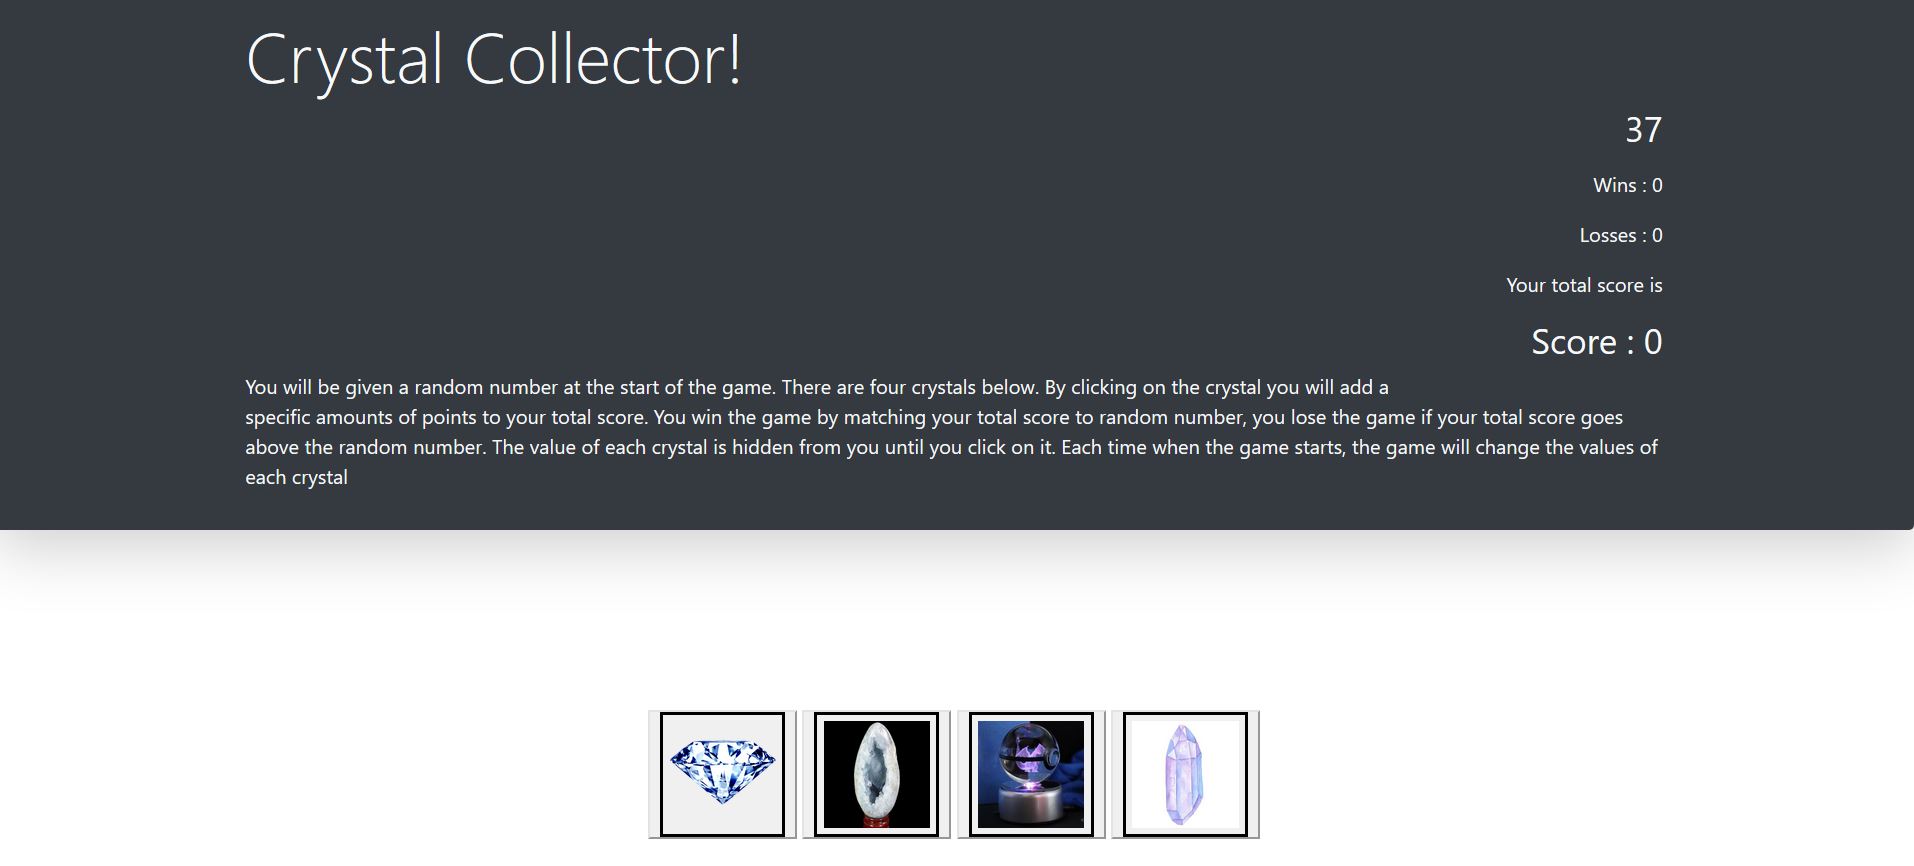 Crystal Collector!
37
Wins : 0
Losses : 0
Your total score is
Score : 0
You will be given a random number at the start of the game. There are four crystals below. By clicking on the crystal you will add a
specific amounts of points to your total score. You win the game by matching your total score to random number, you lose the game if your total score goes
above the random number. The value of each crystal is hidden from you until you click on it. Each time when the game starts, the game will change the values of
each crystal